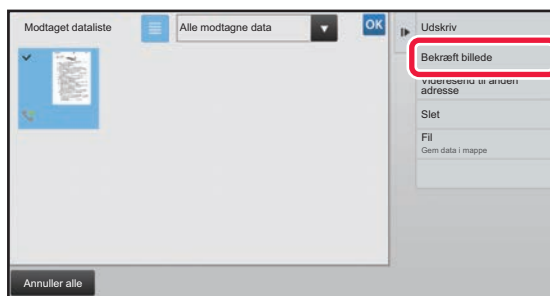 Modtaget dataliste
Alle modtagne data
OK
Udskriv
Bekræft billede
Videresend til anden
adresse
Slet
Fil
Gem data i mappe
Annuller alle